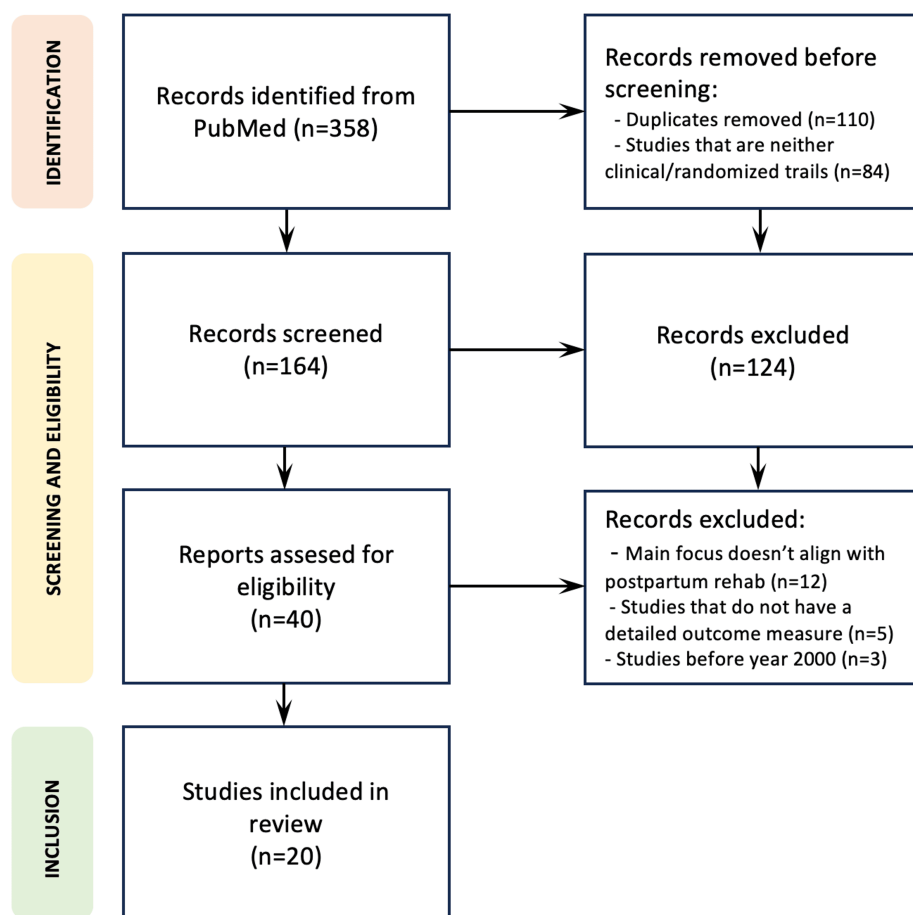 IDENTIFICATION
Records identified from
PubMed (n=358)
Records removed before
screening:
- Duplicates removed (n=110)
- Studies that are neither
clinical/randomized trails (n=84)
SCREENING AND ELIGIBILITY
Records screened
(n=164)
Records excluded
(n=124)
Reports assesed for
eligibility
(n=40)
Records excluded:
- Main focus doesn’t align with
postpartum rehab (n=12)
- Studies that do not have a
detailed outcome measure (n=5)
- Studies before year 2000 (n=3)
INCLUSION
Studies included in
review
(n=20)